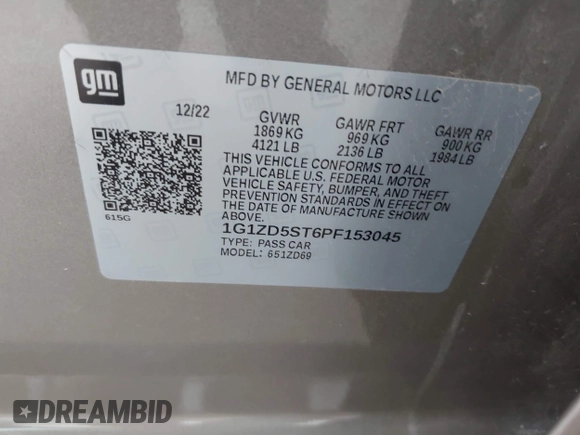 gm
MFD BY GENERAL MOTORS LLC
12/22
GVWR
1869 KG
4121 LB
GAWR FRT
969 KG
2136 LB
GAWR RR
900 KG
1984 LB
THIS VEHICLE CONFORMS TO ALL
APPLICABLE U.S. FEDERAL MOTOR
VEHICLE SAFETY, BUMPER, AND THEFT
PREVENTION STANDARDS IN EFFECT ON
THE DATE OF MANUFACTURE SHOWN
ABOVE.
615G
1G1ZD5ST6PF153045
TYPE: PASS CAR
MODEL: 651ZD69
DREAMBID